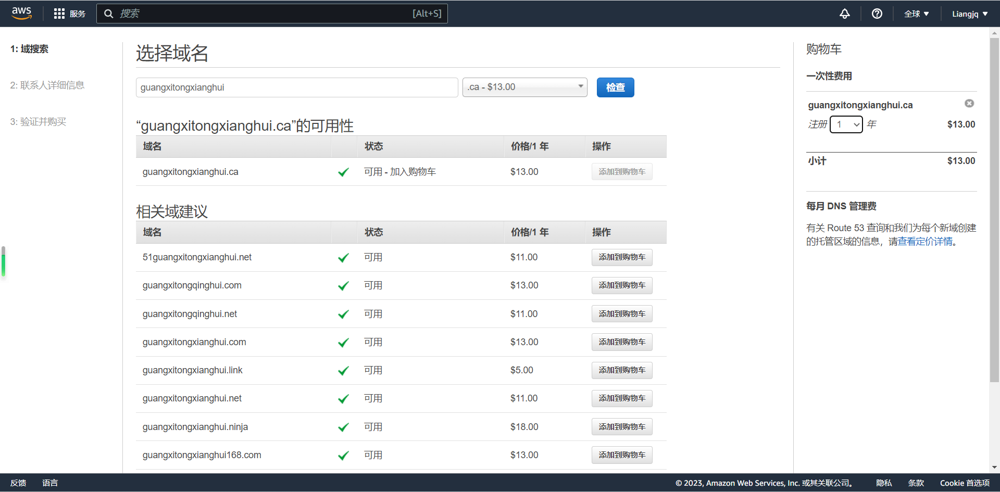 aws 服务 搜索 [Alt+S] 全球 ▼ Liangjq ▼
1: 域搜索
2: 联系人详细信息
3: 验证并购买
选择域名
guangxitongxianghui .ca - $13.00 检查
“guangxitongxianghui.ca”的可用性
域名 状态 价格/1 年 操作
guangxitongxianghui.ca 可用 - 加入购物车 $13.00 添加到购物车
相关域建议
域名 状态 价格/1 年 操作
51guangxitongxianghui.net 可用 $11.00 添加到购物车
guangxitongqinghui.com 可用 $13.00 添加到购物车
guangxitongqinghui.net 可用 $11.00 添加到购物车
guangxitongxianghui.com 可用 $13.00 添加到购物车
guangxitongxianghui.link 可用 $5.00 添加到购物车
guangxitongxianghui.net 可用 $11.00 添加到购物车
guangxitongxianghui.ninja 可用 $18.00 添加到购物车
guangxitongxianghui168.com 可用 $13.00 添加到购物车
购物车
一次性费用
guangxitongxianghui.ca
注册 1 年 $13.00
小计 $13.00
每月 DNS 管理费
有关 Route 53 查询和我们为每个新域创建
的托管区域的信息，请查看定价详情。
反馈 语言 © 2023, Amazon Web Services, Inc. 或其关联公司。 隐私 条款 Cookie 首选项